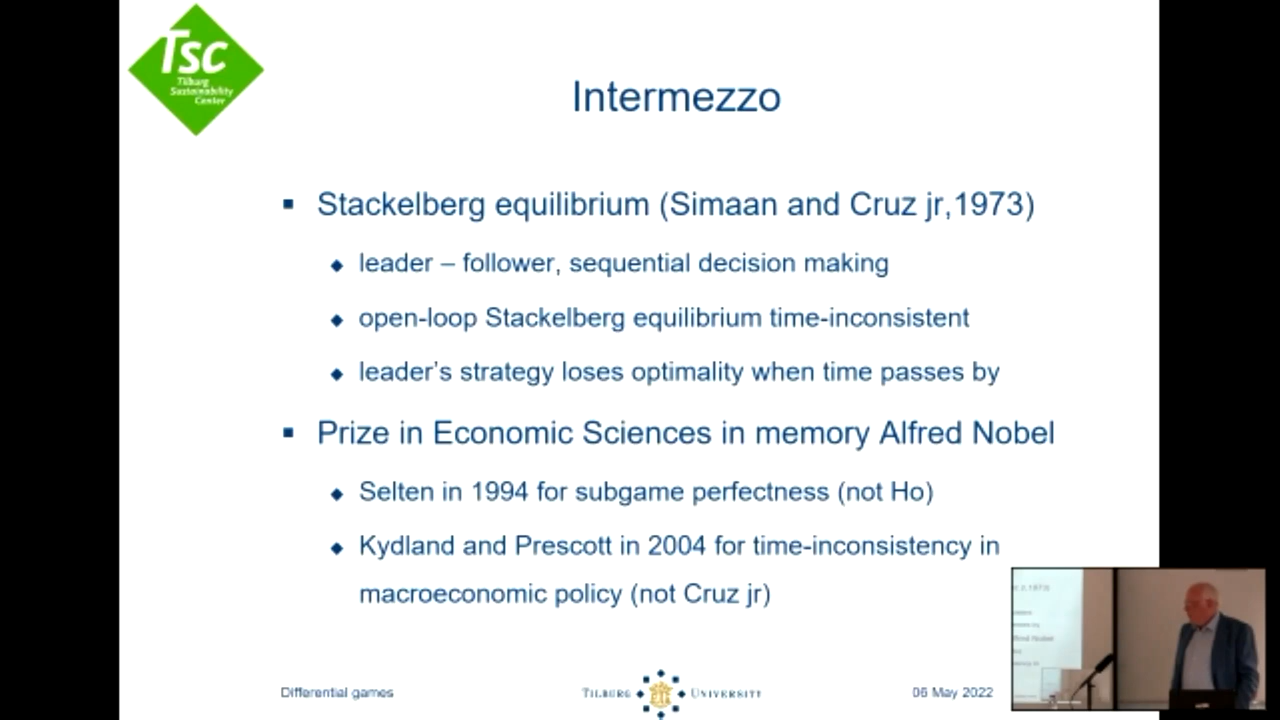 Tsc
Tilburg
Sustainability
Center
Intermezzo
Stackelberg equilibrium (Simaan and Cruz jr,1973)
leader – follower, sequential decision making
open-loop Stackelberg equilibrium time-inconsistent
leader's strategy loses optimality when time passes by
Prize in Economic Sciences in memory Alfred Nobel
Selten in 1994 for subgame perfectness (not Ho)
Kydland and Prescott in 2004 for time-inconsistency in
macroeconomic policy (not Cruz jr)
Differential games
TILBURG UNIVERSITY
06 May 2022